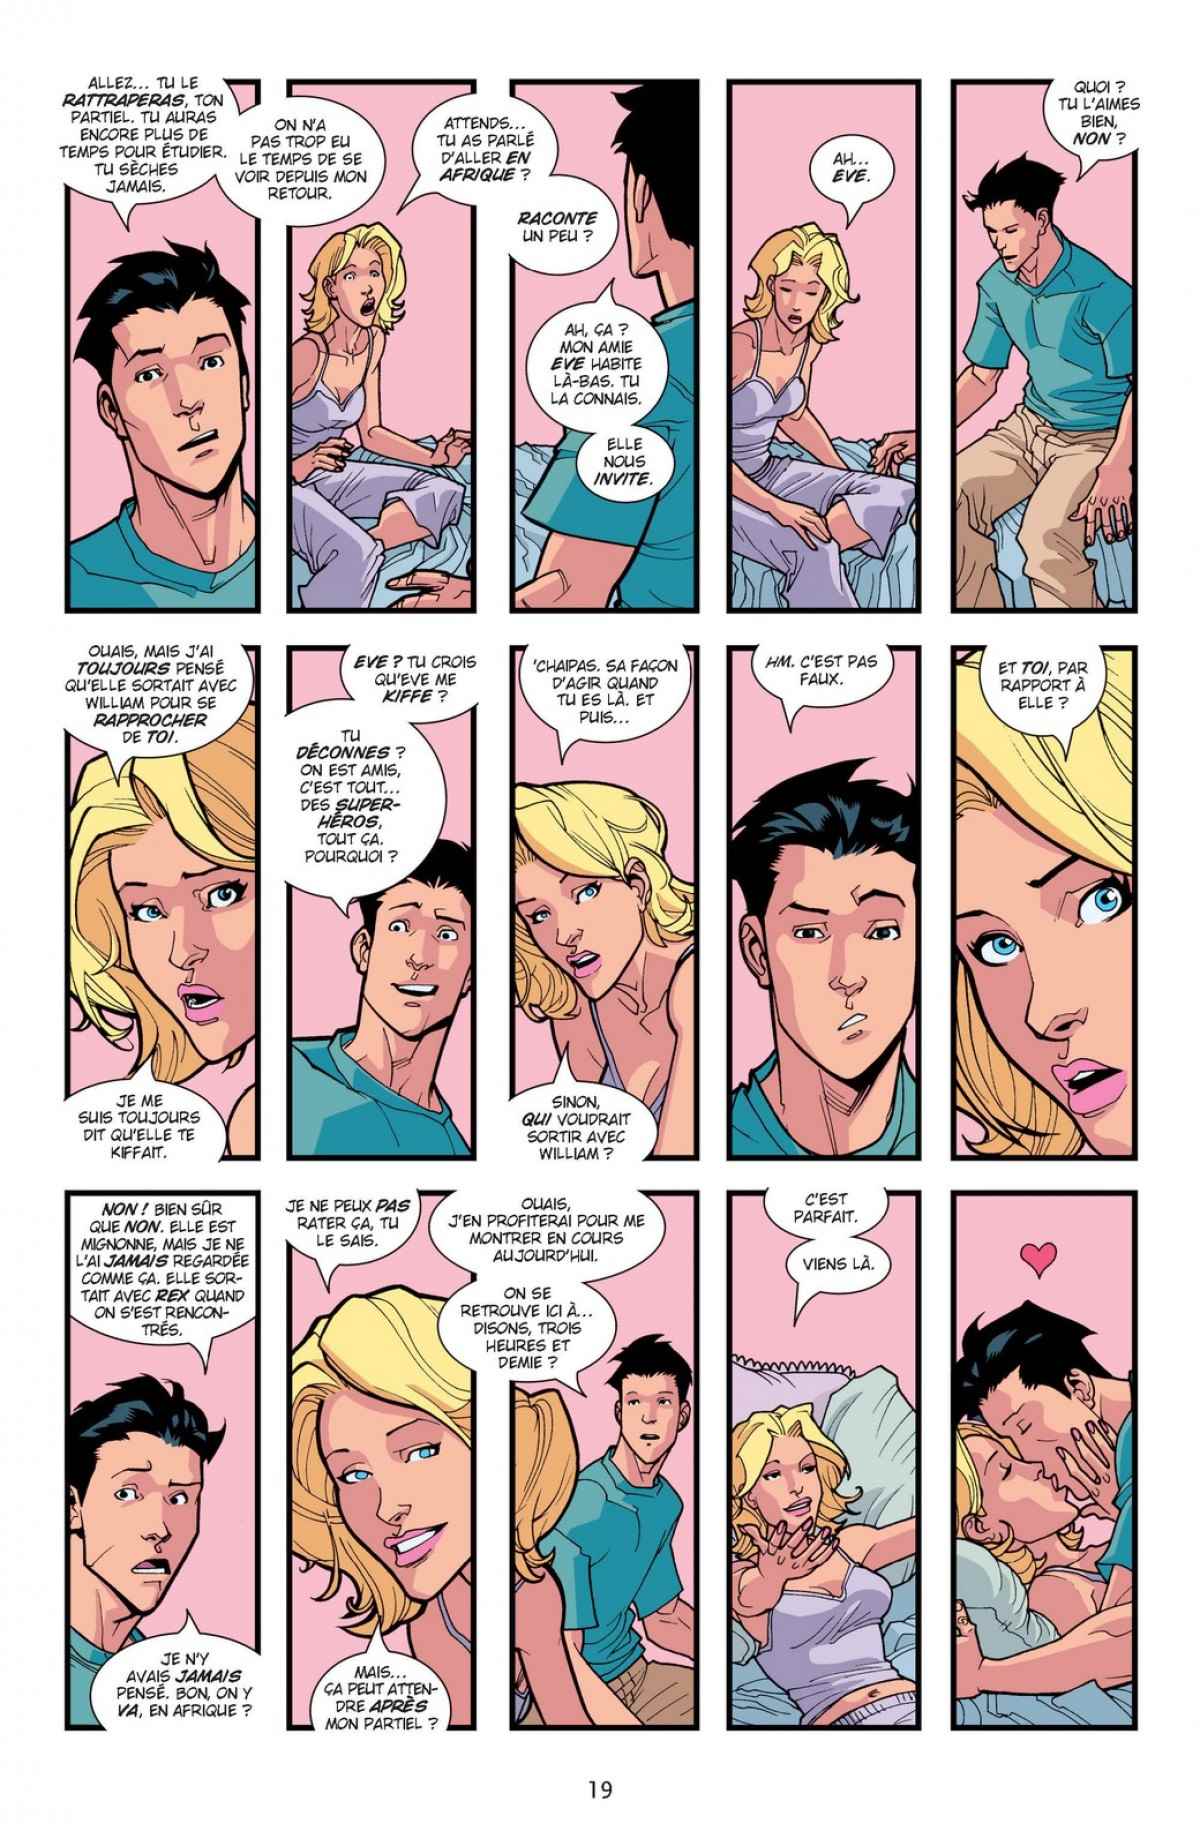 ALLEZ... TU LE
RATTRAPERAS, TON
PARTIEL. TU AURAS
ENCORE PLUS DE
TEMPS POUR ÉTUDIER.
TU SÈCHES
JAMAIS.
ON N'A
PAS TROP EU
LE TEMPS DE SE
VOIR DEPUIS MON
RETOUR.
ATTENDS...
TU AS PARLÉ
D'ALLER EN
AFRIQUE ?
RACONTE
UN PEU ?
AH, ÇA ?
MON AMIE
EVE HABITE
LÀ-BAS. TU
LA CONNAIS.
ELLE
NOUS
INVITE.
AH...
EVE.
QUOI ?
TU L'AIMES
BIEN,
NON ?
OUAIS, MAIS J'AI
TOUJOURS PENSÉ
QU'ELLE SORTAIT AVEC
WILLIAM POUR SE
RAPPROCHER
DE TOI.
JE ME
SUIS TOUJOURS
DIT QU'ELLE TE
KIFFAIT.
EVE ? TU CROIS
QU'EVE ME
KIFFE ?
TU
DÉCONNES ?
ON EST AMIS,
C'EST TOUT...
DES SUPER-
HÉROS,
TOUT ÇA.
POURQUOI ?
'CHAIPAS. SA FAÇON
D'AGIR QUAND
TU ES LÀ. ET
PUIS...
SINON,
QUI VOUDRAIT
SORTIR AVEC
WILLIAM ?
HM. C'EST PAS
FAUX.
ET TOI, PAR
RAPPORT À
ELLE ?
NON ! BIEN SÛR
QUE NON. ELLE EST
MIGNONNE, MAIS JE NE
L'AI JAMAIS REGARDÉE
COMME ÇA. ELLE SOR-
TAIT AVEC REX QUAND
ON S'EST RENCON-
TRÉS.
JE N'Y
AVAIS JAMAIS
PENSÉ. BON, ON Y
VA, EN AFRIQUE ?
JE NE PEUX PAS
RATER ÇA, TU
LE SAIS.
MAIS...
ÇA PEUT ATTEN-
DRE APRÈS
MON PARTIEL ?
OUAIS,
J'EN PROFITERAI POUR ME
MONTRER EN COURS
AUJOURD'HUI.
ON SE
RETROUVE ICI À...
DISONS, TROIS
HEURES ET
DEMIE ?
C'EST
PARFAIT.
VIENS LÀ.
19